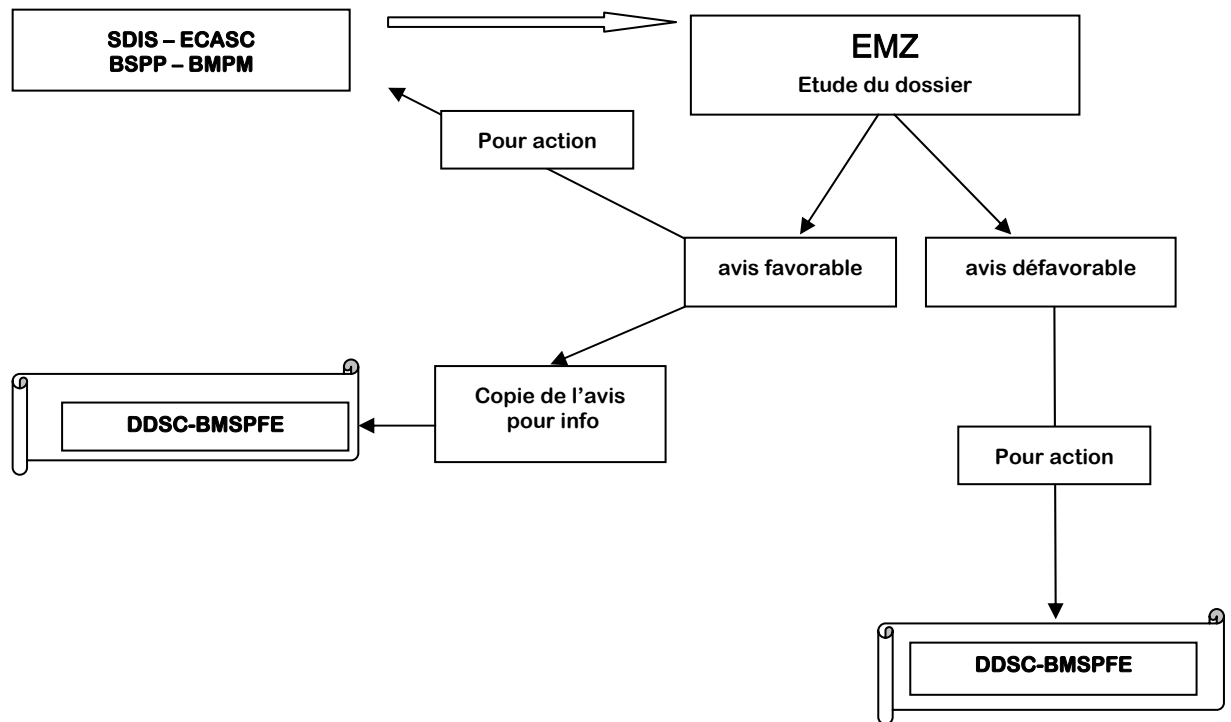 SDIS – ECASC
BSPP – BMPM
EMZ
Etude du dossier
Pour action
avis favorable
avis défavorable
Copie de l’avis
pour info
DDSC-BMSPFE
Pour action
DDSC-BMSPFE